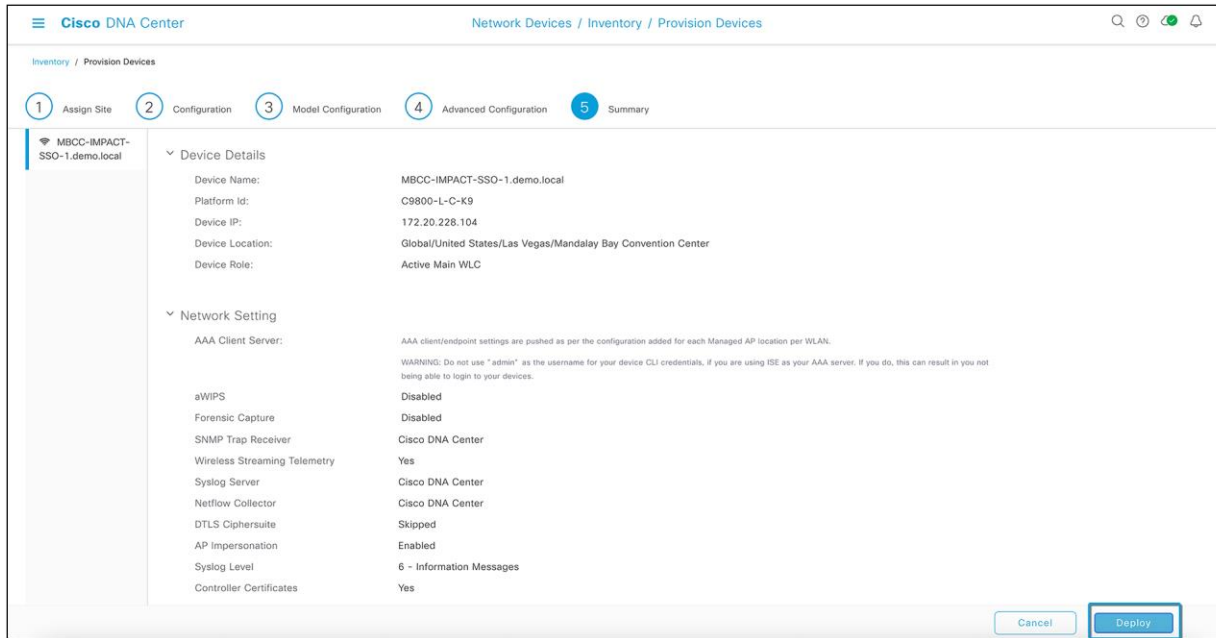 Cisco DNA Center
Network Devices / Inventory / Provision Devices
Inventory / Provision Devices
1 Assign Site 2 Configuration 3 Model Configuration 4 Advanced Configuration 5 Summary
MBCC-IMPACT-
SSO-1.demo.local
Device Details
Device Name: MBCC-IMPACT-SSO-1.demo.local
Platform Id: C9800-L-C-K9
Device IP: 172.20.228.104
Device Location: Global/United States/Las Vegas/Mandalay Bay Convention Center
Device Role: Active Main WLC
Network Setting
AAA Client Server: AAA client/endpoint settings are pushed as per the configuration added for each Managed AP location per WLAN.
WARNING: Do not use "admin" as the username for your device CLI credentials, if you are using ISE as your AAA server. If you do, this can result in you not
being able to login to your devices.
aWIPS Disabled
Forensic Capture Disabled
SNMP Trap Receiver Cisco DNA Center
Wireless Streaming Telemetry Yes
Syslog Server Cisco DNA Center
Netflow Collector Cisco DNA Center
DTLS Ciphersuite Skipped
AP Impersonation Enabled
Syslog Level 6 - Information Messages
Controller Certificates Yes
Cancel Deploy